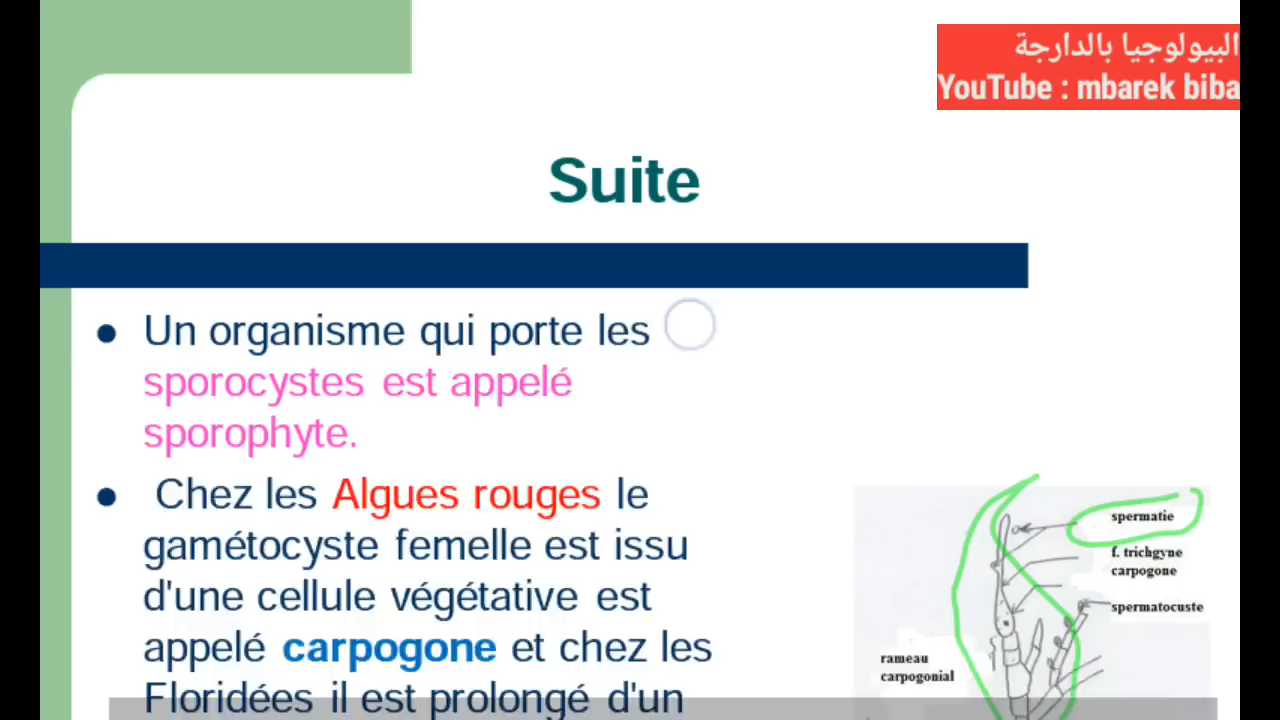 البيولوجيا بالدارجة
YouTube : mbarek biba
Suite
Un organisme qui porte les
sporocystes est appelé
sporophyte.
Chez les Algues rouges le
gamétocyste femelle est issu
d'une cellule végétative est
appelé carpogone et chez les
Floridées il est prolongé d'un
spermatie
f. trichgyne
carpogone
spermatocuste
rameau
carpogonial